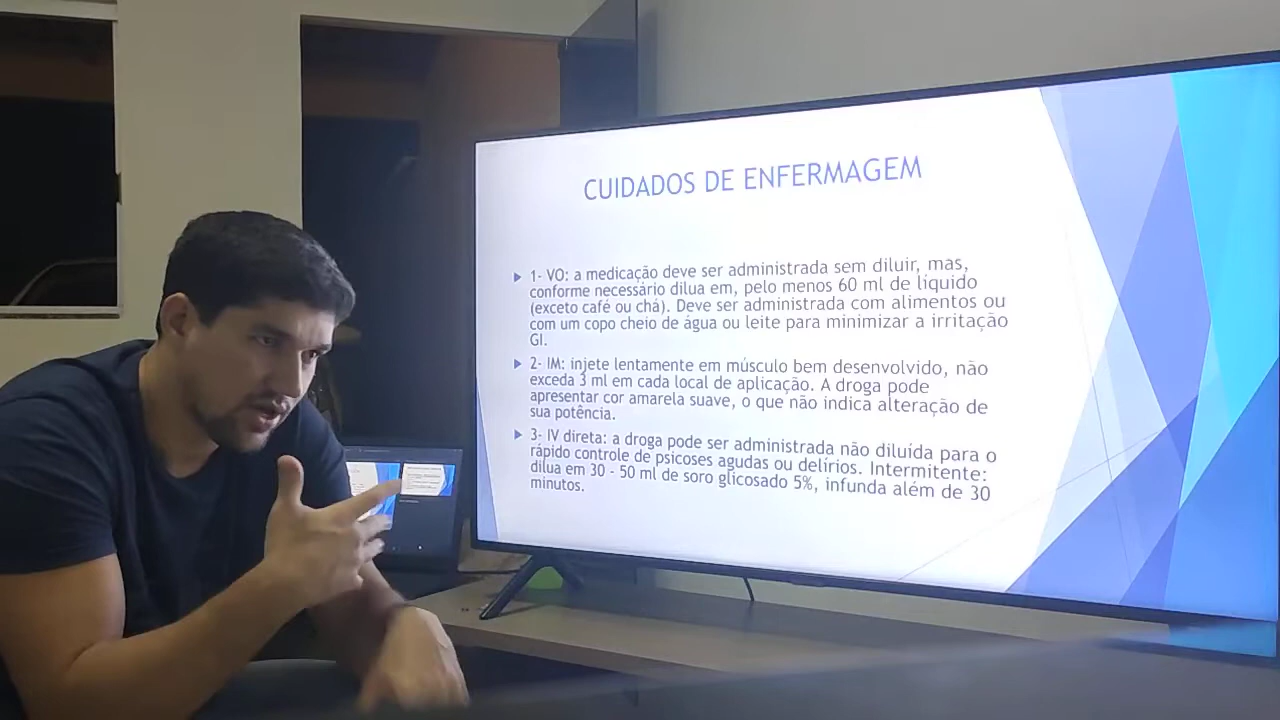 CUIDADOS DE ENFERMAGEM
1- VO: a medicação deve ser administrada sem diluir, mas,
conforme necessário dilua em, pelo menos 60 ml de líquido
(exceto café ou chá). Deve ser administrada com alimentos ou
com um copo cheio de água ou leite para minimizar a irritação
GI.
2- IM: injete lentamente em músculo bem desenvolvido, não
exceda 3 ml em cada local de aplicação. A droga pode
apresentar cor amarela suave, o que não indica alteração de
sua potência.
3- IV direta: a droga pode ser administrada não diluída para o
rápido controle de psicoses agudas ou delírios. Intermitente:
dilua em 30 - 50 ml de soro glicosado 5%, infunda além de 30
minutos.